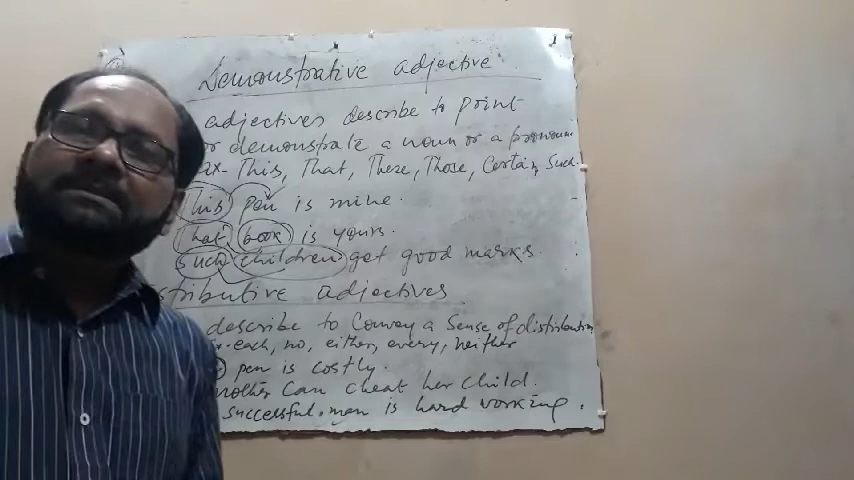 Demonstrative adjective
adjectives describe to point
or demonstrate a noun or a pronoun
ex- This, That, These, Those, Certain, Such.
This pen is mine.
That book is yours.
such children get good marks.
stributive adjectives
describe to Convey a Sense of distribution
Ex-each, no, either, every, neither
pen is costly.
mother Can cheat her child.
successful man is hard working.